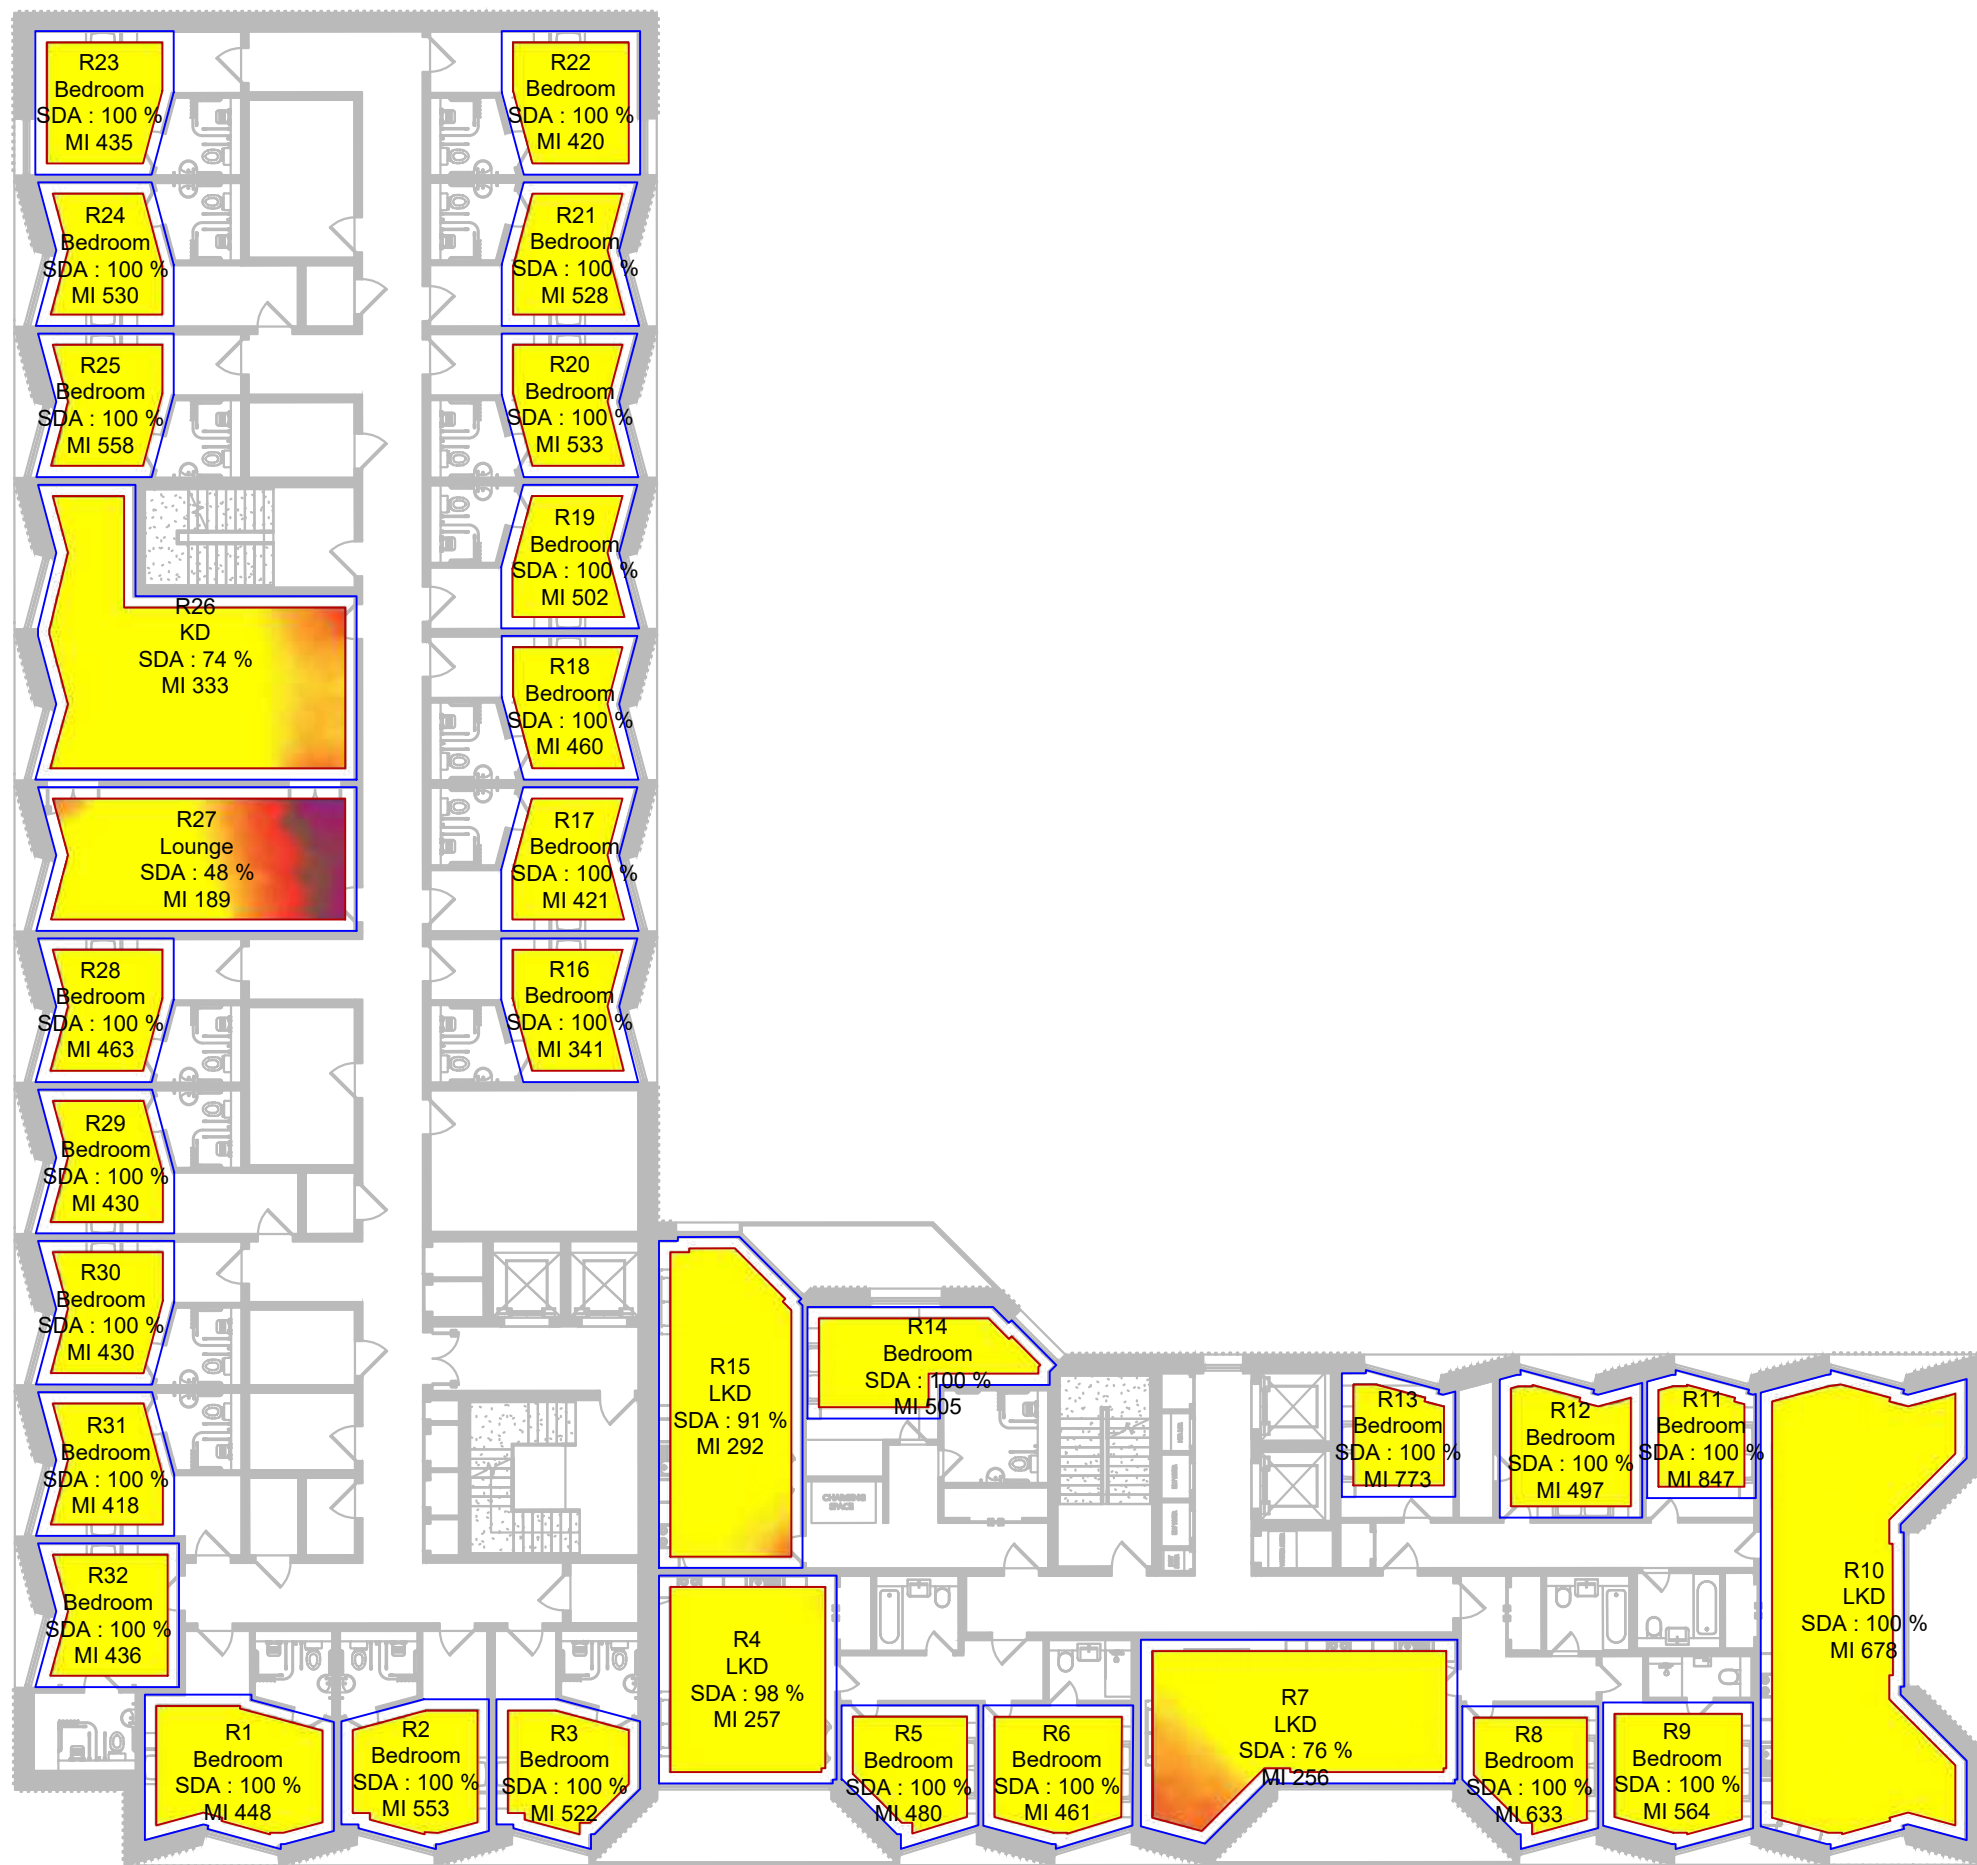 R23
Bedroom
SDA : 100 %
MI 435
R22
Bedroom
SDA : 100 %
MI 420
R24
Bedroom
SDA : 100 %
MI 530
R21
Bedroom
SDA : 100 %
MI 528
R25
Bedroom
SDA : 100 %
MI 558
R20
Bedroom
SDA : 100 %
MI 533
R19
Bedroom
SDA : 100 %
MI 502
R26
KD
SDA : 74 %
MI 333
R18
Bedroom
SDA : 100 %
MI 460
R27
Lounge
SDA : 48 %
MI 189
R17
Bedroom
SDA : 100 %
MI 421
R28
Bedroom
SDA : 100 %
MI 463
R16
Bedroom
SDA : 100 %
MI 341
R29
Bedroom
SDA : 100 %
MI 430
R30
Bedroom
SDA : 100 %
MI 430
R15
LKD
SDA : 91 %
MI 292
R14
Bedroom
SDA : 100 %
MI 505
R13
Bedroom
SDA : 100 %
MI 773
R12
Bedroom
SDA : 100 %
MI 497
R11
Bedroom
SDA : 100 %
MI 847
R31
Bedroom
SDA : 100 %
MI 418
CHARGING
SPACE
R32
Bedroom
SDA : 100 %
MI 436
R10
LKD
SDA : 100 %
MI 678
R4
LKD
SDA : 98 %
MI 257
R7
LKD
SDA : 76 %
MI 256
R1
Bedroom
SDA : 100 %
MI 448
R2
Bedroom
SDA : 100 %
MI 553
R3
Bedroom
SDA : 100 %
MI 522
R5
Bedroom
SDA : 100 %
MI 480
R6
Bedroom
SDA : 100 %
MI 461
R8
Bedroom
SDA : 100 %
MI 633
R9
Bedroom
SDA : 100 %
MI 564